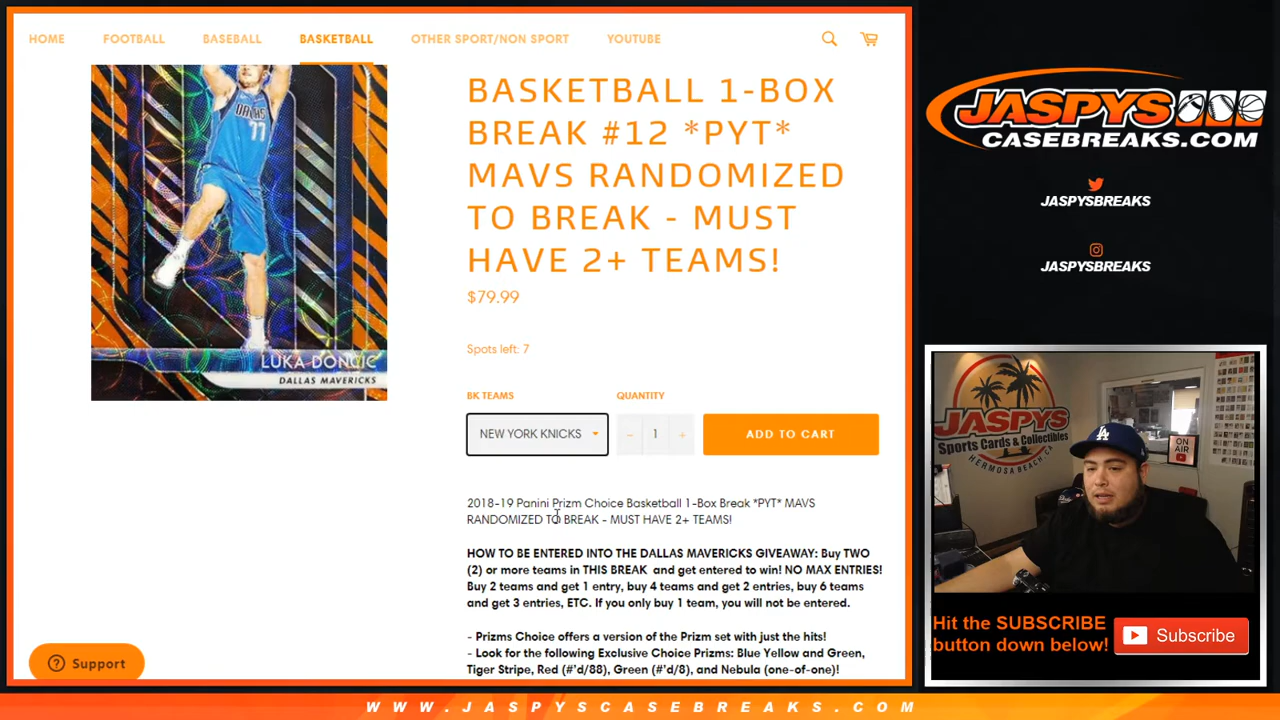 HOME FOOTBALL BASEBALL BASKETBALL OTHER SPORT/NON SPORT YOUTUBE
DALLAS
77
LUKA DONCIC
DALLAS MAVERICKS
BASKETBALL 1-BOX
BREAK #12 *PYT*
MAVS RANDOMIZED
TO BREAK - MUST
HAVE 2+ TEAMS!
$79.99
Spots left: 7
BK TEAMS QUANTITY
NEW YORK KNICKS − 1 + ADD TO CART
2018-19 Panini Prizm Choice Basketball 1-Box Break *PYT* MAVS
RANDOMIZED TO BREAK - MUST HAVE 2+ TEAMS!
HOW TO BE ENTERED INTO THE DALLAS MAVERICKS GIVEAWAY: Buy TWO
(2) or more teams in THIS BREAK and get entered to win! NO MAX ENTRIES!
Buy 2 teams and get 1 entry, buy 4 teams and get 2 entries, buy 6 teams
and get 3 entries, ETC. If you only buy 1 team, you will not be entered.
- Prizms Choice offers a version of the Prizm set with just the hits!
- Look for the following Exclusive Choice Prizms: Blue Yellow and Green,
Tiger Stripe, Red (#'d/88), Green (#'d/8), and Nebula (one-of-one)!
? Support
JASPYS
CASEBREAKS.COM
JASPYSBREAKS
JASPYSBREAKS
JASPYS
Sports Cards & Collectibles
HERMOSA BEACH, CA
LA
ON
AIR
Hit the SUBSCRIBE
button down below!
Subscribe
WWW.JASPYSCASEBREAKS.COM